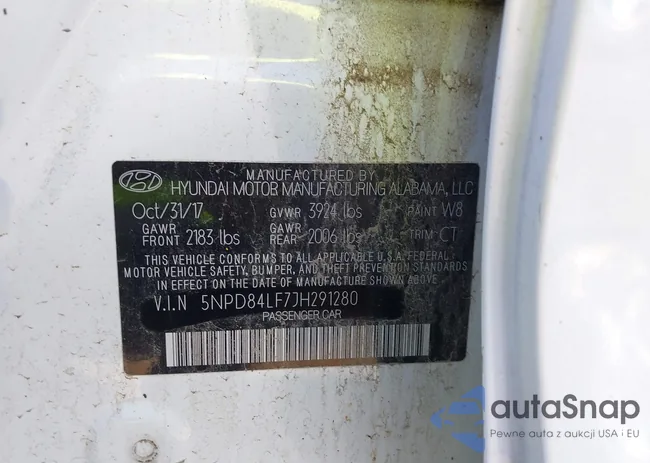 MANUFACTURED BY
HYUNDAI MOTOR MANUFACTURING ALABAMA, LLC
Oct/31/17 GVWR 3924 lbs PAINT W8
GAWR FRONT 2183 lbs GAWR REAR 2006 lbs TRIM CT
THIS VEHICLE CONFORMS TO ALL APPLICABLE U.S.A. FEDERAL
MOTOR VEHICLE SAFETY, BUMPER, AND THEFT PREVENTION STANDARDS
IN EFFECT ON THE DATE OF MANUFACTURE SHOWN ABOVE.
V.I.N 5NPD84LF7JH291280
PASSENGER CAR
autaSnap
Pewne auta z aukcji USA i EU